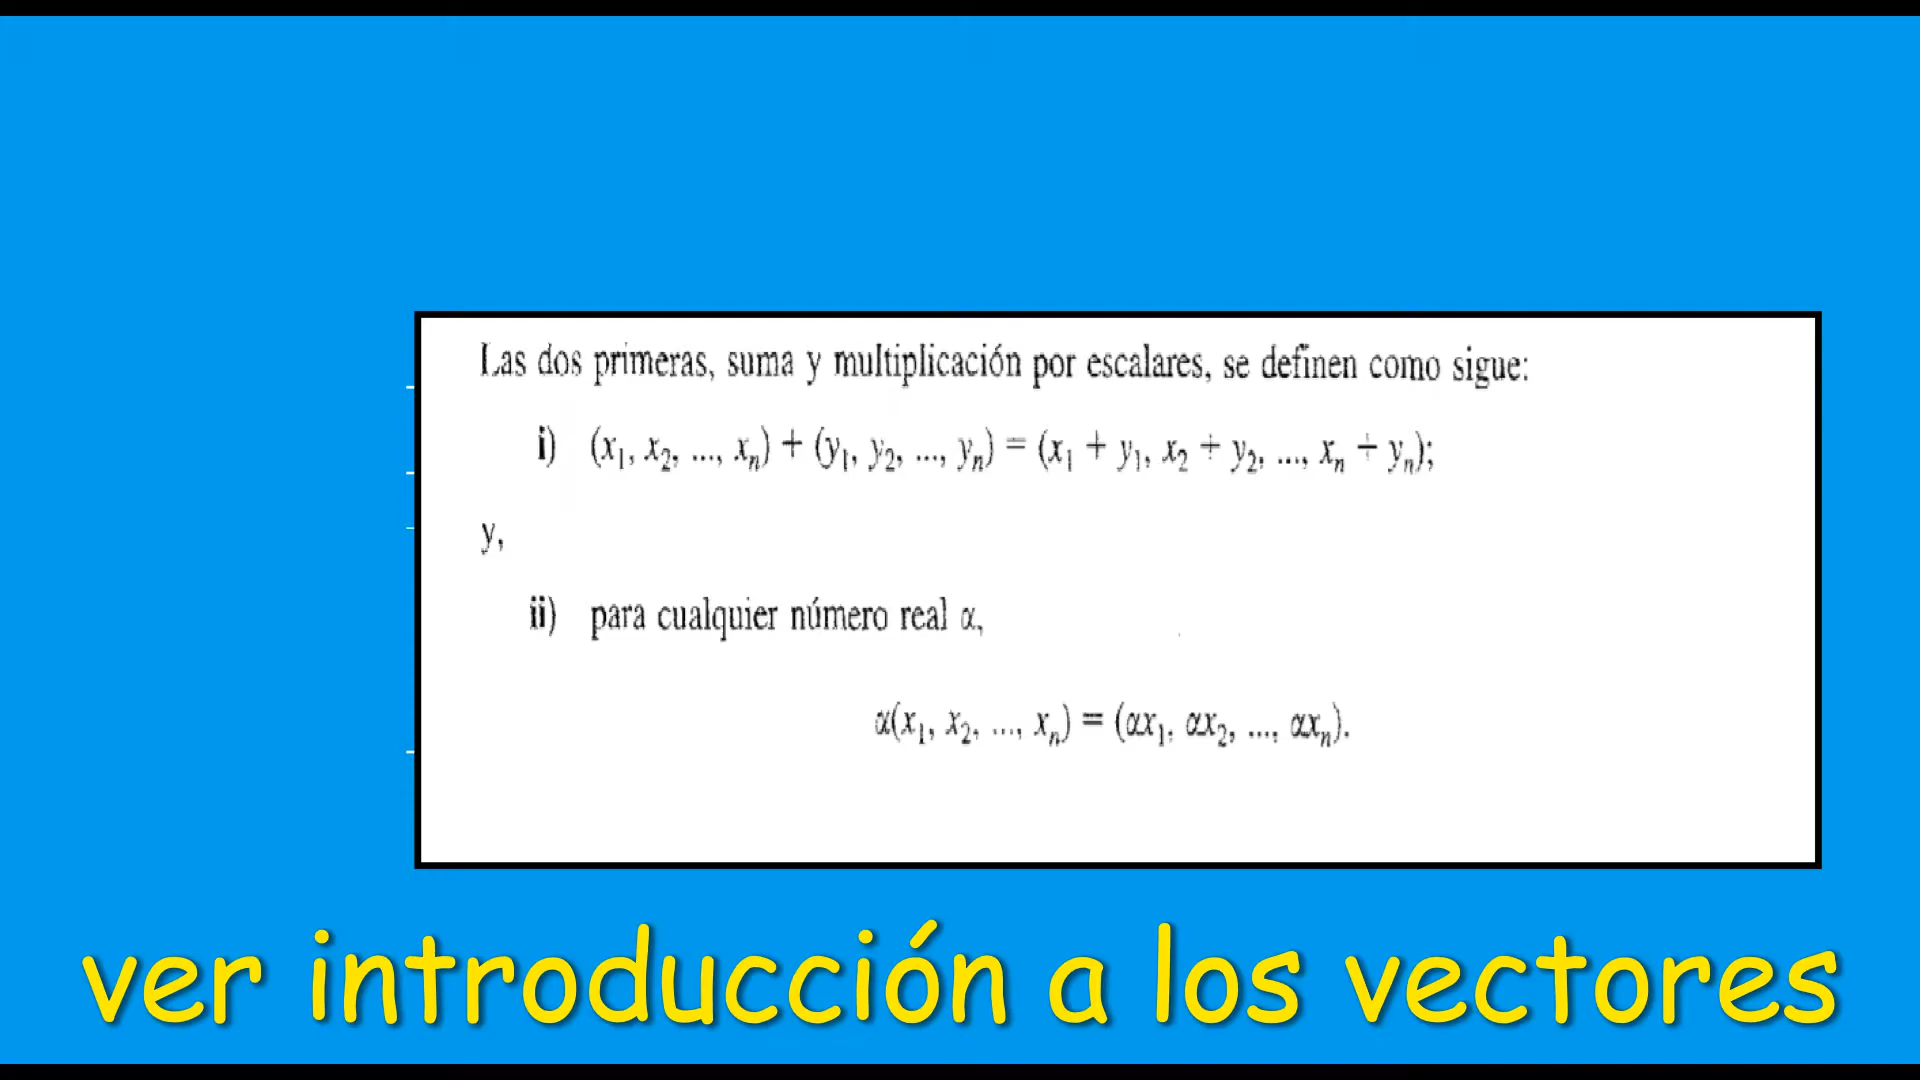 Las dos primeras, suma y multiplicación por escalares, se definen como sigue:
i) (x₁, x₂, ..., xₙ) + (y₁, y₂, ..., yₙ) = (x₁ + y₁, x₂ + y₂, ..., xₙ + yₙ);
y,
ii) para cualquier número real α,
α(x₁, x₂, ..., xₙ) = (αx₁, αx₂, ..., αxₙ).
ver introducción a los vectores